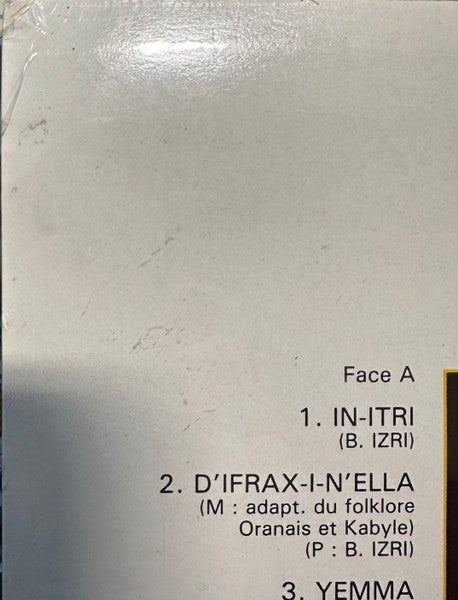 Face A
1. IN-ITRI
(B. IZRI)
2. D'IFRAX-I-N'ELLA
(M : adapt. du folklore
Oranais et Kabyle)
(P : B. IZRI)
3. YEMMA